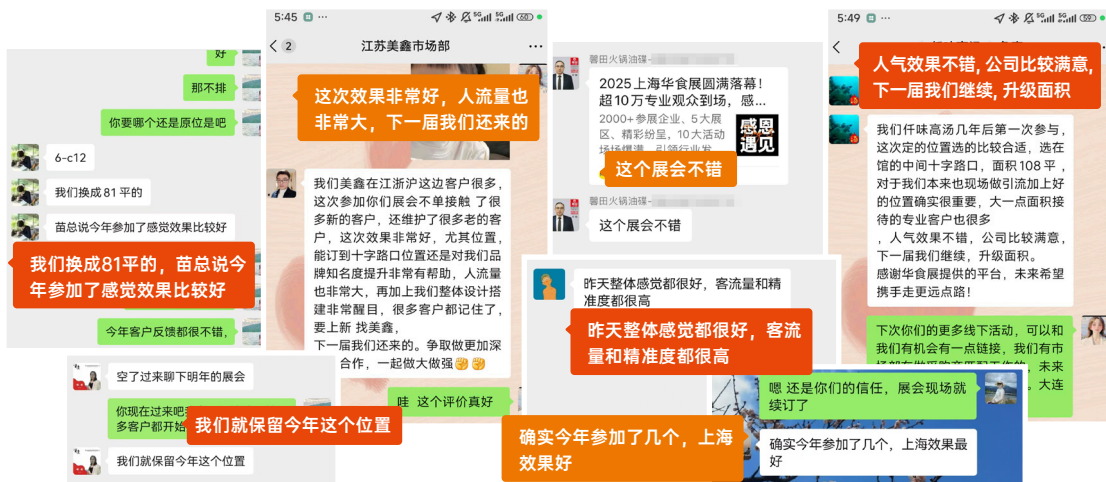 好
那不排
你要哪个还是原位是吧
6-c12
我们换成81平的
苗总说今年参加了感觉效果比较好
我们换成81平的，苗总说今
年参加了感觉效果比较好
今年客户反馈都很不错，
5:45
60
2
江苏美鑫市场部
这次效果非常好，人流量也
非常大，下一届我们还来的
我们美鑫在江浙沪这边客户很多，
这次参加你们展会不单接触 了很
多新的客户，还维护了很多老的客
户，这次效果非常好，尤其位置，
能订到十字路口位置还是对我们品
牌知名度提升非常有帮助，人流量
也非常大，再加上我们整体设计搭
建非常醒目，很多客户都记住了，
要上新 找美鑫，
下一届我们还来的。争取做更加深
合作，一起做大做强✊✊
哇 这个评价真好
馨田火锅油碟-
2025上海华食展圆满落幕！
超10万专业观众到场，感...
2000+参展企业、5大展
区、精彩纷呈，10大活动
场场爆满，引领行业发
感恩
遇见
这个展会不错
馨田火锅油碟-
这个展会不错
昨天整体感觉都很好，客流量和精
准度都很高
昨天整体感觉都很好，客流
量和精准度都很高
5:49
59
人气效果不错, 公司比较满意,
下一届我们继续, 升级面积
我们仟味高汤几年后第一次参与，
这次定的位置选的比较合适，选在
馆的中间十字路口，面积108平，
对于我们本来也现场做引流加上好
的位置确实很重要，大一点面积接
待的专业客户也很多
，人气效果不错，公司比较满意，
下一届我们继续，升级面积。
感谢华食展提供的平台，未来希望
携手走更远点路！
下次你们的更多线下活动，可以和
我们有机会有一点链接，我们有市
未来
大连
空了过来聊下明年的展会
你现在过来吧
多客户都开始
我们就保留今年这个位置
我们就保留今年这个位置
嗯 还是你们的信任，展会现场就
续订了
确实今年参加了几个，上海
效果好
确实今年参加了几个，上海效果最
好